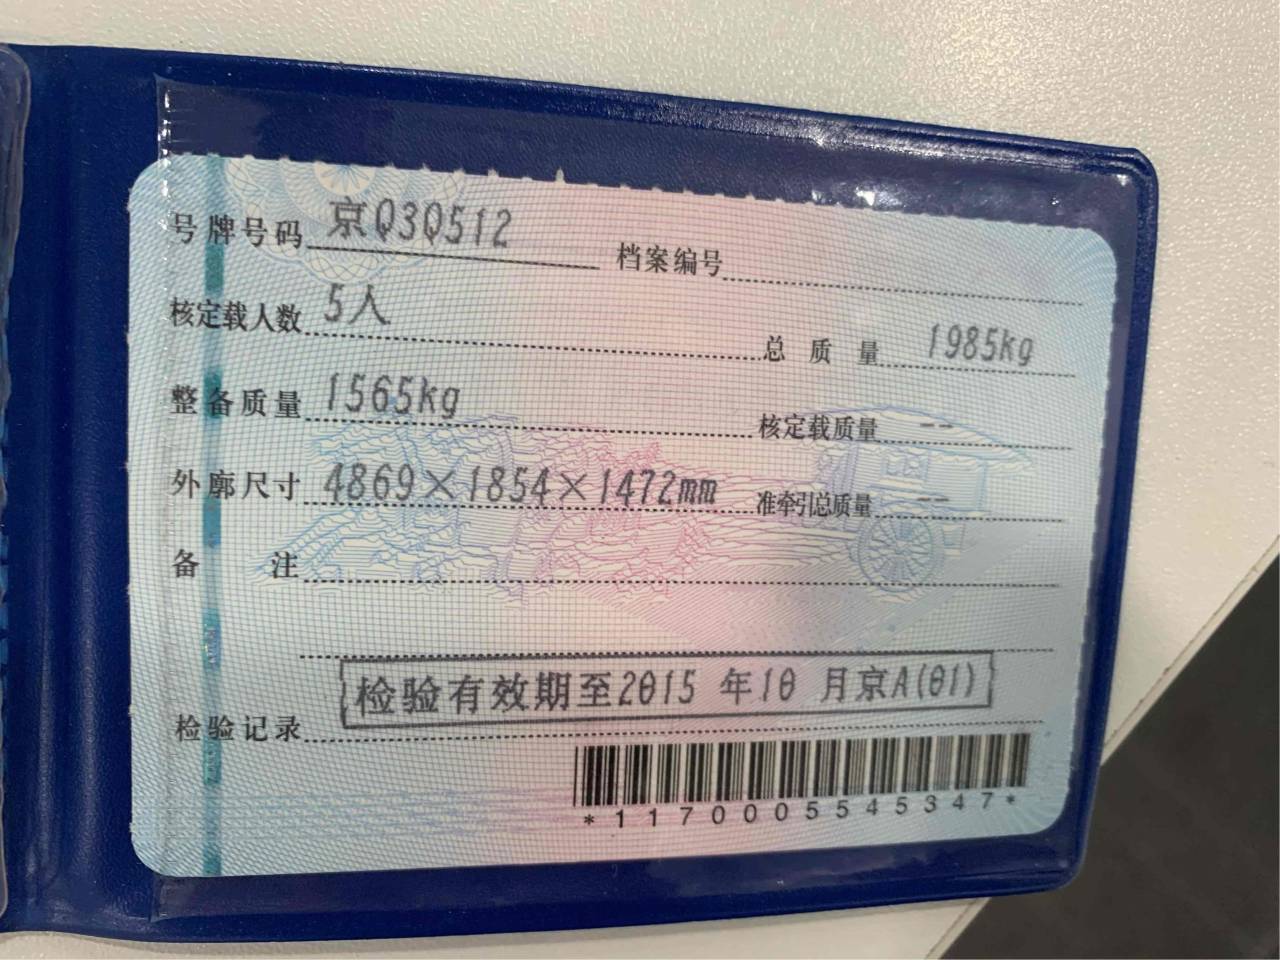 号牌号码 京Q3Q512 档案编号
核定载人数 5人 总质量 1985kg
整备质量 1565kg 核定载质量 --
外廓尺寸 4869×1854×1472mm 准牵引总质量 --
备注
检验记录 检验有效期至2015 年10 月京A(01)
*1170005545347*